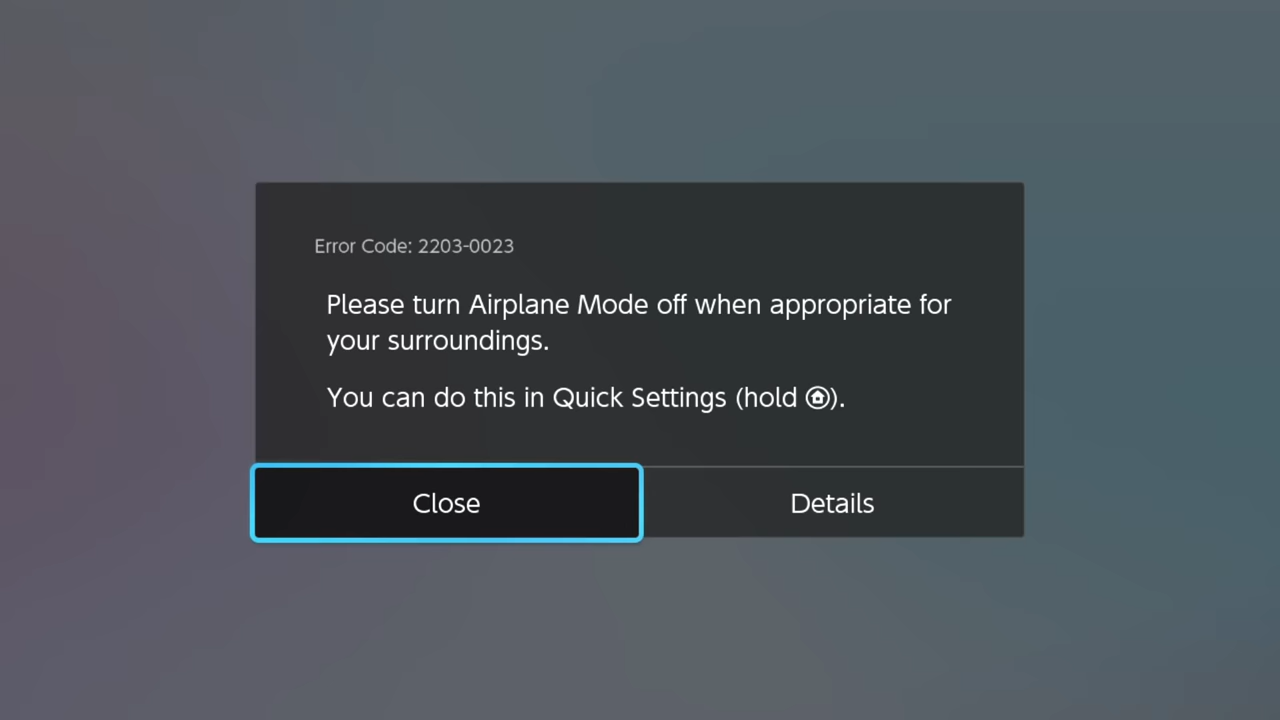 Error Code: 2203-0023
Please turn Airplane Mode off when appropriate for
your surroundings.
You can do this in Quick Settings (hold ).
Close
Details